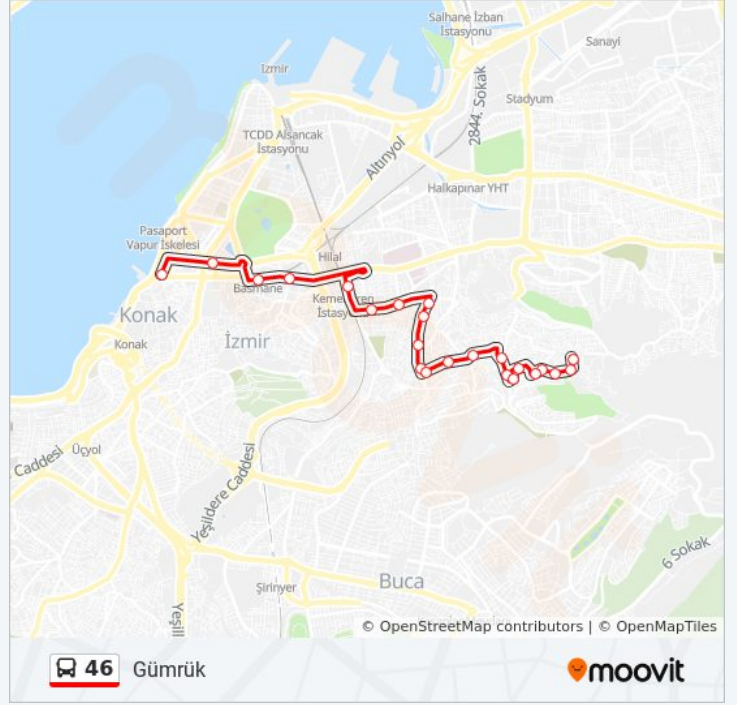 Salhane İzban
İstasyonu
Sanayi
İzmir
2844. Sokak
Stadyum
TCDD Alsancak
İstasyonu
Altınyol
Halkapınar YHT
Pasaport
Vapur İskelesi
Hilal
Basmane
Konak
İzmir
Konak
Üçyol
Caddesi
Yeşildere Caddesi
6 Sokak
Buca
Şirinyer
Yeşill
© OpenStreetMap contributors | © OpenMapTiles
46 Gümrük
moovit